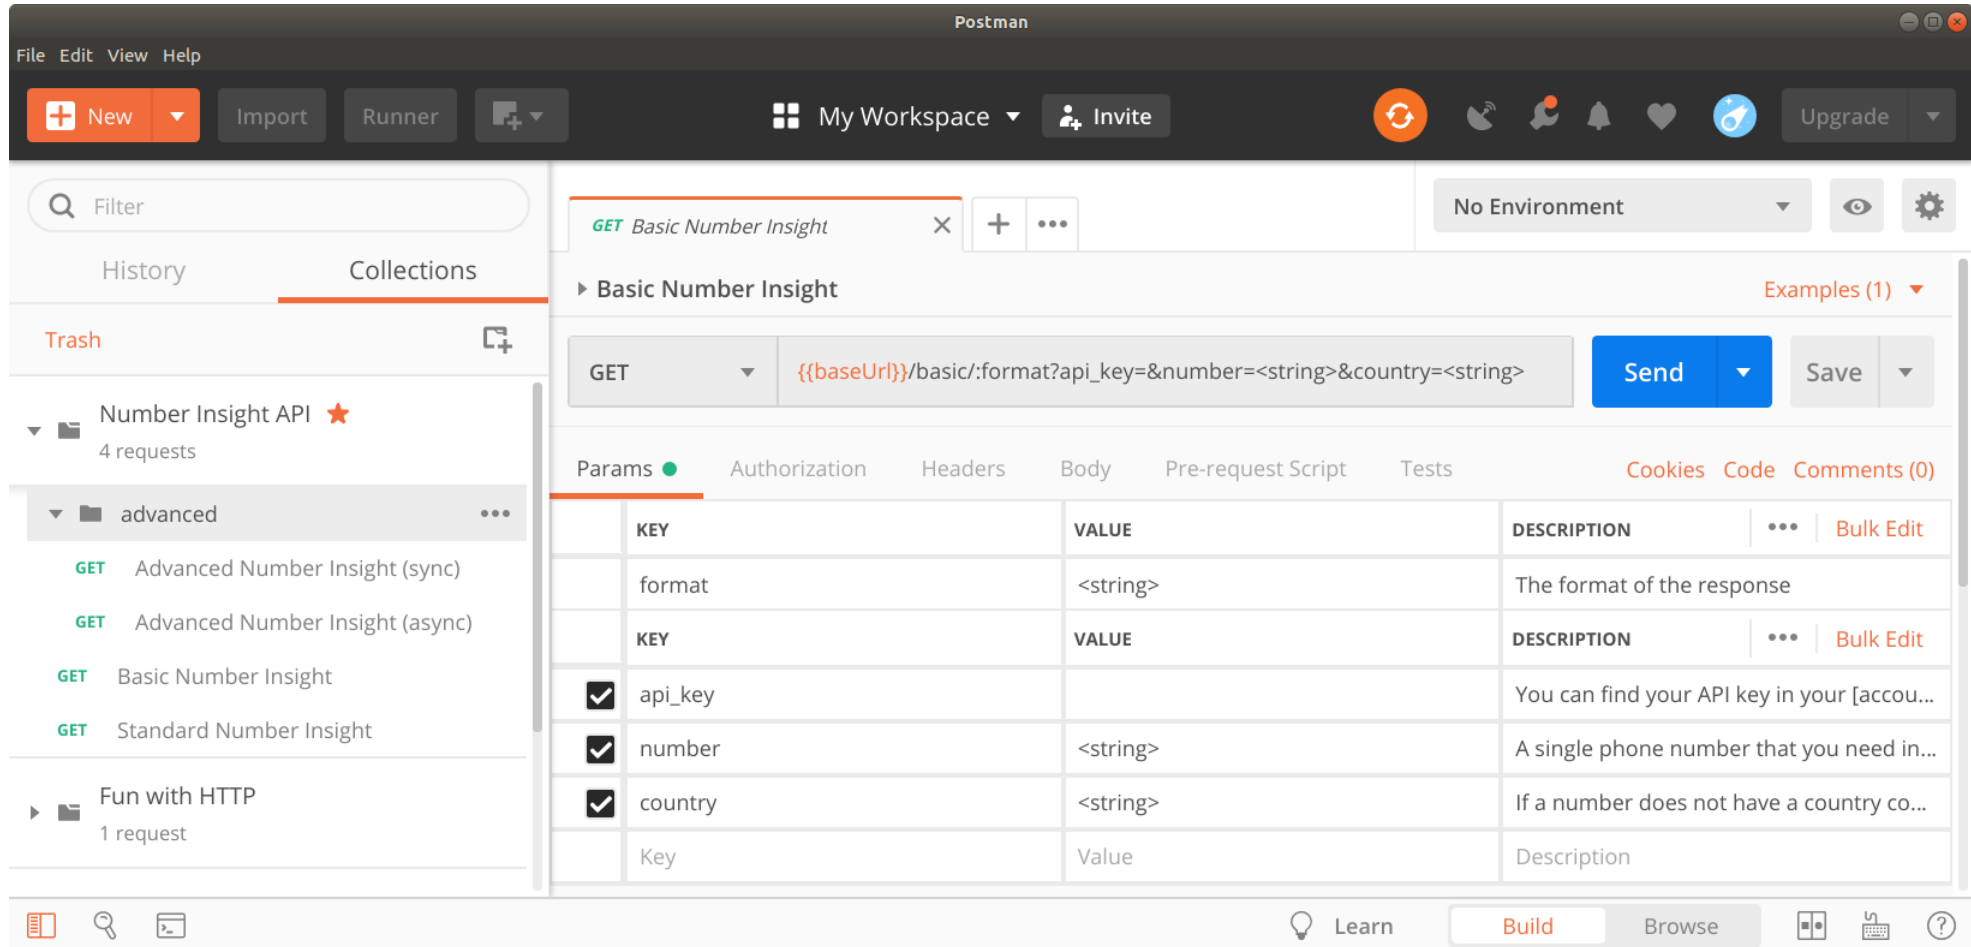 Postman
File Edit View Help
New Import Runner My Workspace Invite Upgrade
Filter
History Collections
Trash
Number Insight API
4 requests
advanced
GET Advanced Number Insight (sync)
GET Advanced Number Insight (async)
GET Basic Number Insight
GET Standard Number Insight
Fun with HTTP
1 request
GET Basic Number Insight
No Environment
Basic Number Insight
Examples (1)
GET {{baseUrl}}/basic/:format?api_key=&number=<string>&country=<string> Send Save
Params Authorization Headers Body Pre-request Script Tests Cookies Code Comments (0)
KEY VALUE DESCRIPTION Bulk Edit
format <string> The format of the response
KEY VALUE DESCRIPTION Bulk Edit
api_key You can find your API key in your [accou...
number <string> A single phone number that you need in...
country <string> If a number does not have a country co...
Key Value Description
Learn Build Browse